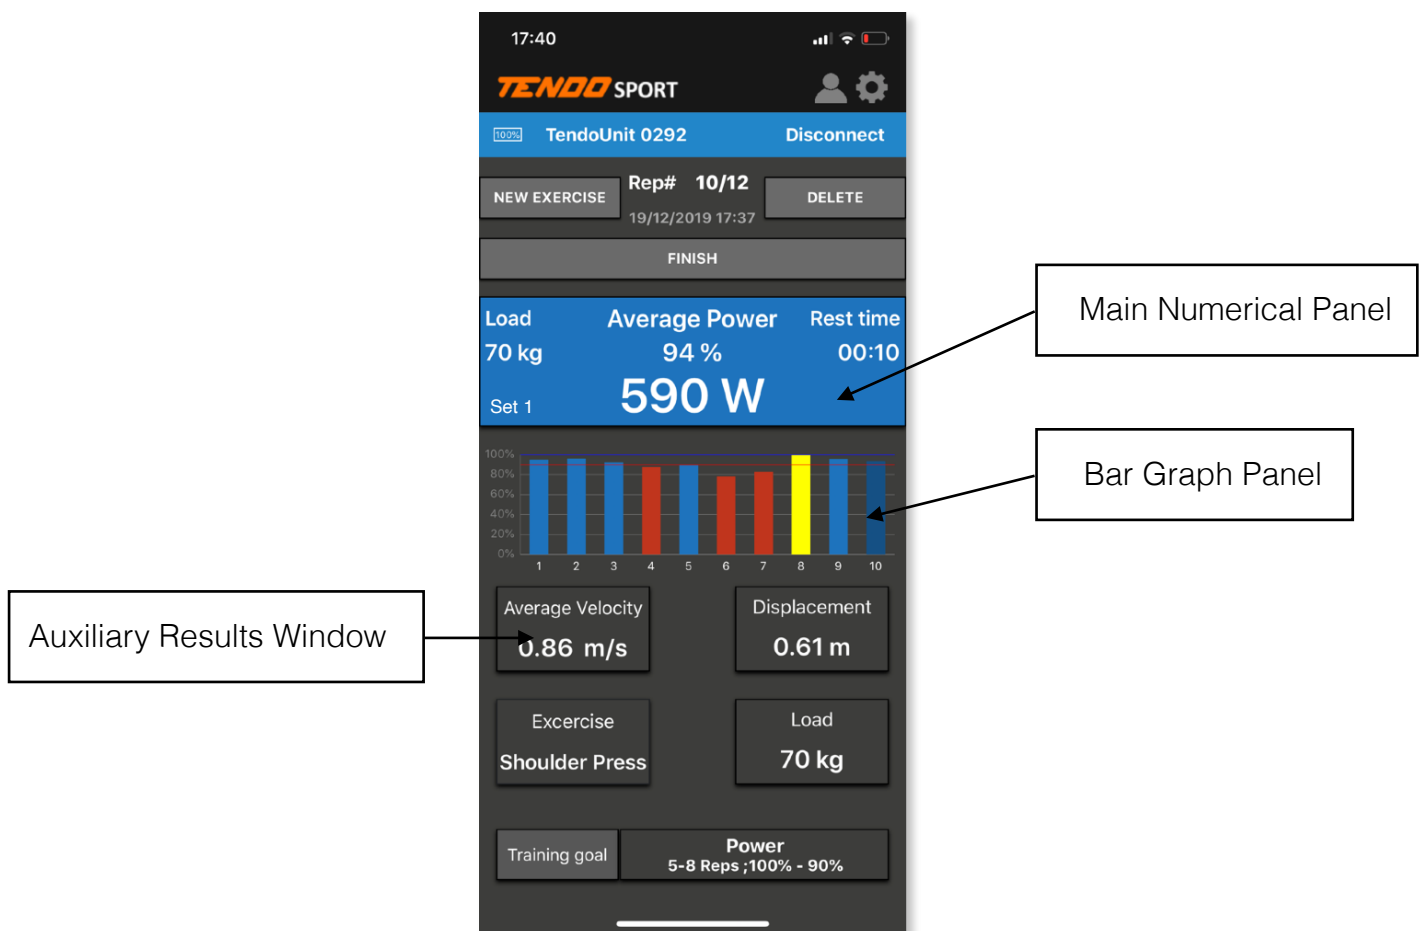 17:40
TENDO SPORT
100% TendoUnit 0292 Disconnect
NEW EXERCISE
Rep# 10/12
19/12/2019 17:37
DELETE
FINISH
Load Average Power Rest time
70 kg 94 % 00:10
Set 1 590 W
Main Numerical Panel
100%
80%
60%
40%
20%
0%
1 2 3 4 5 6 7 8 9 10
Bar Graph Panel
Average Velocity
0.86 m/s
Displacement
0.61 m
Auxiliary Results Window
Excercise
Shoulder Press
Load
70 kg
Training goal
Power
5-8 Reps ;100% - 90%